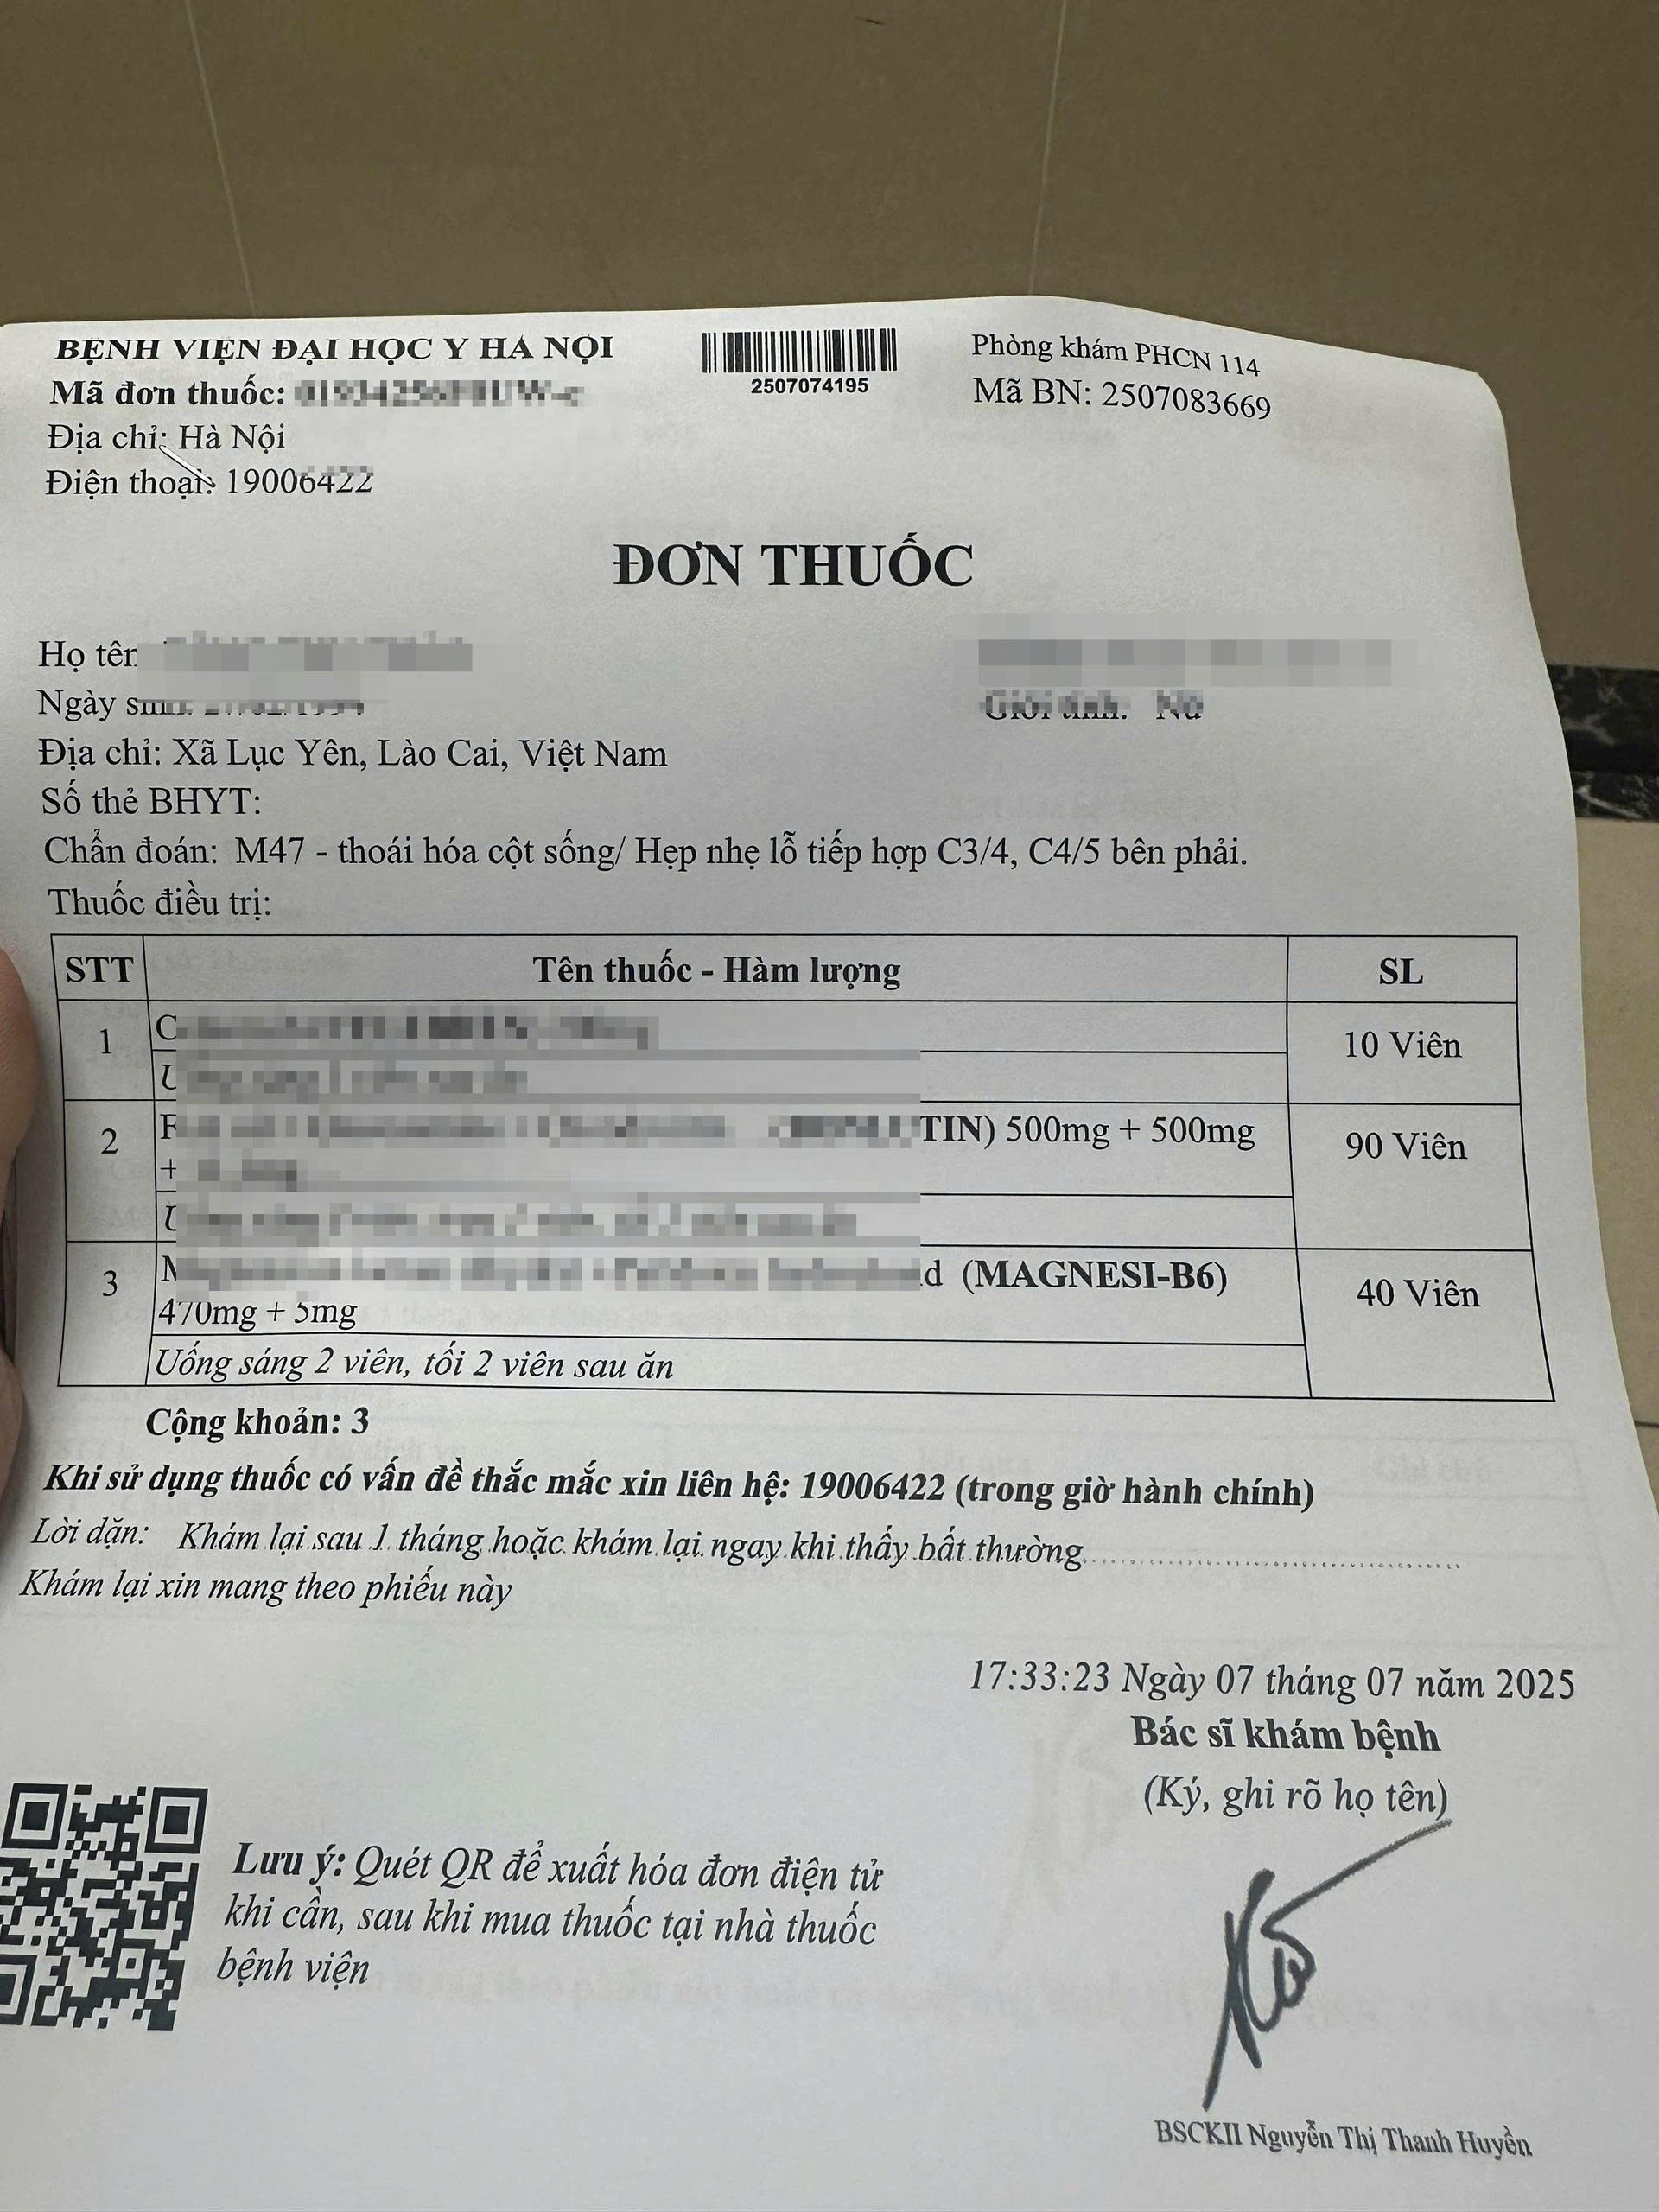 BỆNH VIỆN ĐẠI HỌC Y HÀ NỘI
Mã đơn thuốc:
Địa chỉ: Hà Nội
Điện thoại: 19006422
2507074195
Phòng khám PHCN 114
Mã BN: 2507083669
ĐƠN THUỐC
Họ tên
Ngày
Địa chỉ: Xã Lục Yên, Lào Cai, Việt Nam
Số thẻ BHYT:
Chẩn đoán: M47 - thoái hóa cột sống/ Hẹp nhẹ lỗ tiếp hợp C3/4, C4/5 bên phải.
Thuốc điều trị:
STT Tên thuốc - Hàm lượng SL
1 10 Viên
2 500mg + 500mg 90 Viên
+
3 (MAGNESI-B6) 40 Viên
470mg + 5mg
Uống sáng 2 viên, tối 2 viên sau ăn
Cộng khoản: 3
Khi sử dụng thuốc có vấn đề thắc mắc xin liên hệ: 19006422 (trong giờ hành chính)
Lời dặn: Khám lại sau 1 tháng hoặc khám lại ngay khi thấy bất thường
Khám lại xin mang theo phiếu này
17:33:23 Ngày 07 tháng 07 năm 2025
Bác sĩ khám bệnh
(Ký, ghi rõ họ tên)
Lưu ý: Quét QR để xuất hóa đơn điện tử
khi cần, sau khi mua thuốc tại nhà thuốc
bệnh viện
BSCKII Nguyễn Thị Thanh Huyền